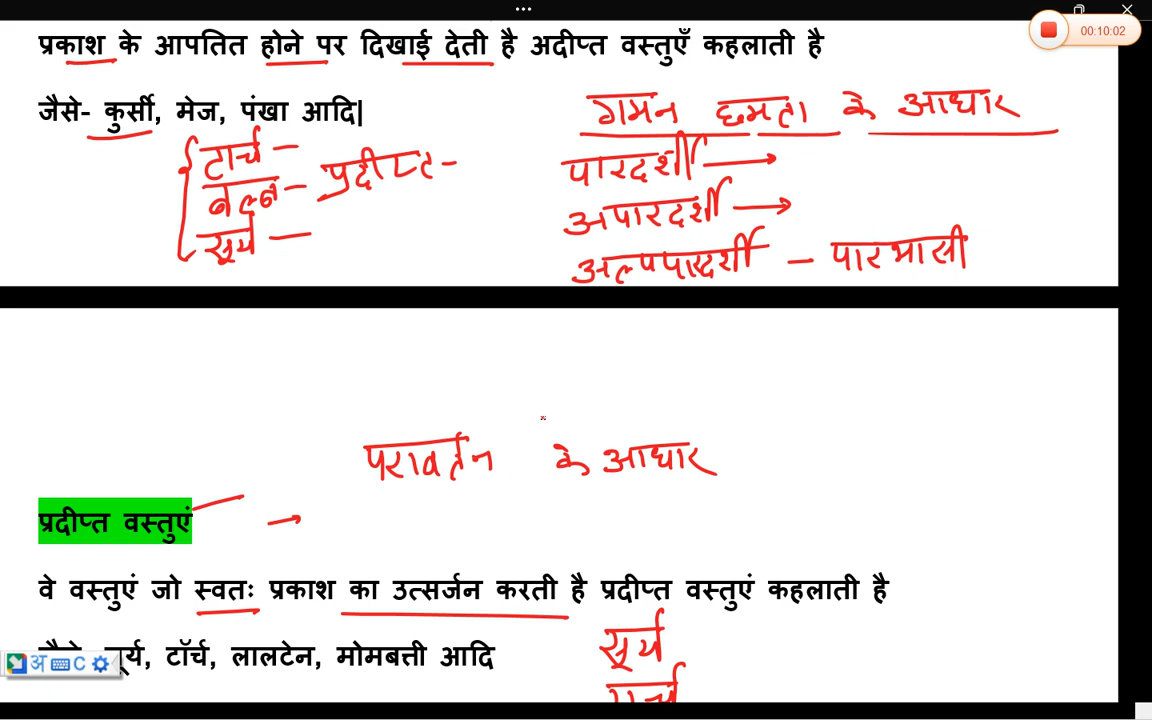 00:10:02
प्रकाश के आपतित होने पर दिखाई देती है अदीप्त वस्तुएँ कहलाती है
जैसे- कुर्सी, मेज, पंखा आदि|
गमन छमता के आधार
टार्च -
बल्ब - प्रदीप्त -
सूर्य -
पारदर्शी →
अपारदर्शी →
अल्पपारदर्शी - पारभासी
परावर्तन के आधार
प्रदीप्त वस्तुएं →
वे वस्तुएं जो स्वतः प्रकाश का उत्सर्जन करती है प्रदीप्त वस्तुएं कहलाती है
सूर्य, टॉर्च, लालटेन, मोमबत्ती आदि
सूर्य
अ C